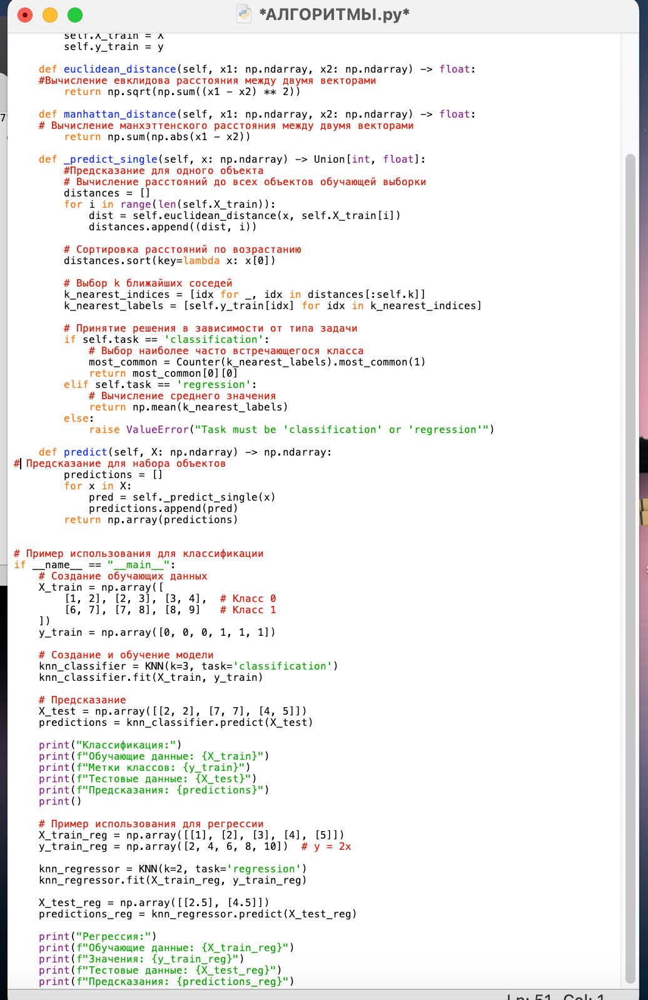 *АЛГОРИТМЫ.py*
        self.X_train = X
        self.y_train = y

    def euclidean_distance(self, x1: np.ndarray, x2: np.ndarray) -> float:
    #Вычисление евклидова расстояния между двумя векторами
        return np.sqrt(np.sum((x1 - x2) ** 2))

    def manhattan_distance(self, x1: np.ndarray, x2: np.ndarray) -> float:
    # Вычисление манхэттенского расстояния между двумя векторами
        return np.sum(np.abs(x1 - x2))

    def _predict_single(self, x: np.ndarray) -> Union[int, float]:
        #Предсказание для одного объекта
        # Вычисление расстояний до всех объектов обучающей выборки
        distances = []
        for i in range(len(self.X_train)):
            dist = self.euclidean_distance(x, self.X_train[i])
            distances.append((dist, i))

        # Сортировка расстояний по возрастанию
        distances.sort(key=lambda x: x[0])

        # Выбор k ближайших соседей
        k_nearest_indices = [idx for _, idx in distances[:self.k]]
        k_nearest_labels = [self.y_train[idx] for idx in k_nearest_indices]

        # Принятие решения в зависимости от типа задачи
        if self.task == 'classification':
            # Выбор наиболее часто встречающегося класса
            most_common = Counter(k_nearest_labels).most_common(1)
            return most_common[0][0]
        elif self.task == 'regression':
            # Вычисление среднего значения
            return np.mean(k_nearest_labels)
        else:
            raise ValueError("Task must be 'classification' or 'regression'")

    def predict(self, X: np.ndarray) -> np.ndarray:
# Предсказание для набора объектов
        predictions = []
        for x in X:
            pred = self._predict_single(x)
            predictions.append(pred)
        return np.array(predictions)


# Пример использования для классификации
if __name__ == "__main__":
    # Создание обучающих данных
    X_train = np.array([
        [1, 2], [2, 3], [3, 4],  # Класс 0
        [6, 7], [7, 8], [8, 9]   # Класс 1
    ])
    y_train = np.array([0, 0, 0, 1, 1, 1])

    # Создание и обучение модели
    knn_classifier = KNN(k=3, task='classification')
    knn_classifier.fit(X_train, y_train)

    # Предсказание
    X_test = np.array([[2, 2], [7, 7], [4, 5]])
    predictions = knn_classifier.predict(X_test)

    print("Классификация:")
    print(f"Обучающие данные: {X_train}")
    print(f"Метки классов: {y_train}")
    print(f"Тестовые данные: {X_test}")
    print(f"Предсказания: {predictions}")
    print()

    # Пример использования для регрессии
    X_train_reg = np.array([[1], [2], [3], [4], [5]])
    y_train_reg = np.array([2, 4, 6, 8, 10])  # y = 2x

    knn_regressor = KNN(k=2, task='regression')
    knn_regressor.fit(X_train_reg, y_train_reg)

    X_test_reg = np.array([[2.5], [4.5]])
    predictions_reg = knn_regressor.predict(X_test_reg)

    print("Регрессия:")
    print(f"Обучающие данные: {X_train_reg}")
    print(f"Значения: {y_train_reg}")
    print(f"Тестовые данные: {X_test_reg}")
    print(f"Предсказания: {predictions_reg}")
Ln: 51 Col: 1